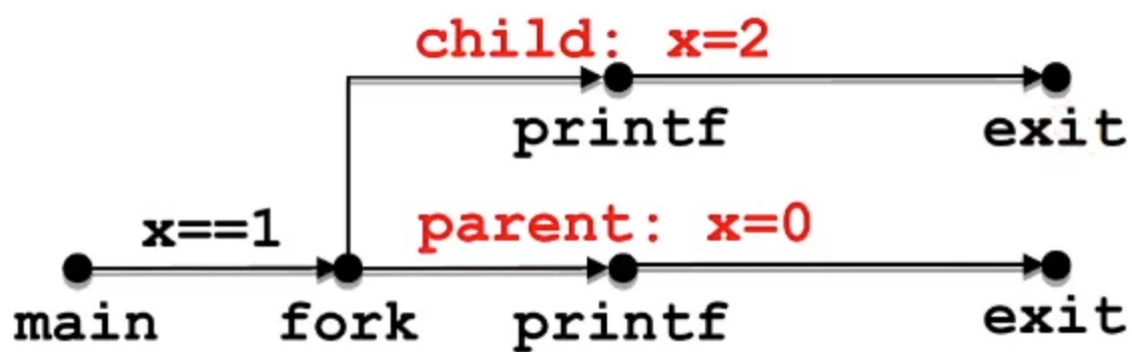 child: x=2
printf exit
x==1 parent: x=0
main fork printf exit